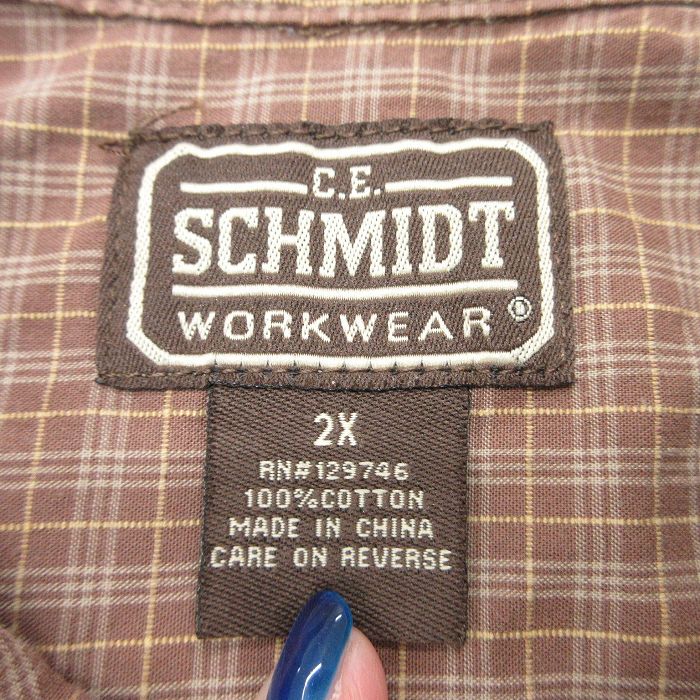 C.E.
SCHMIDT
WORKWEAR®
2X
RN#129746
100%COTTON
MADE IN CHINA
CARE ON REVERSE